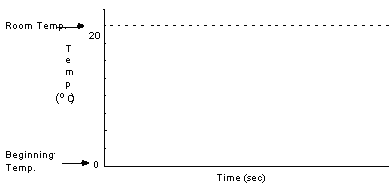 Room Temp.
20
T
e
m
p
(º C)
Beginning
Temp.
0
Time (sec)